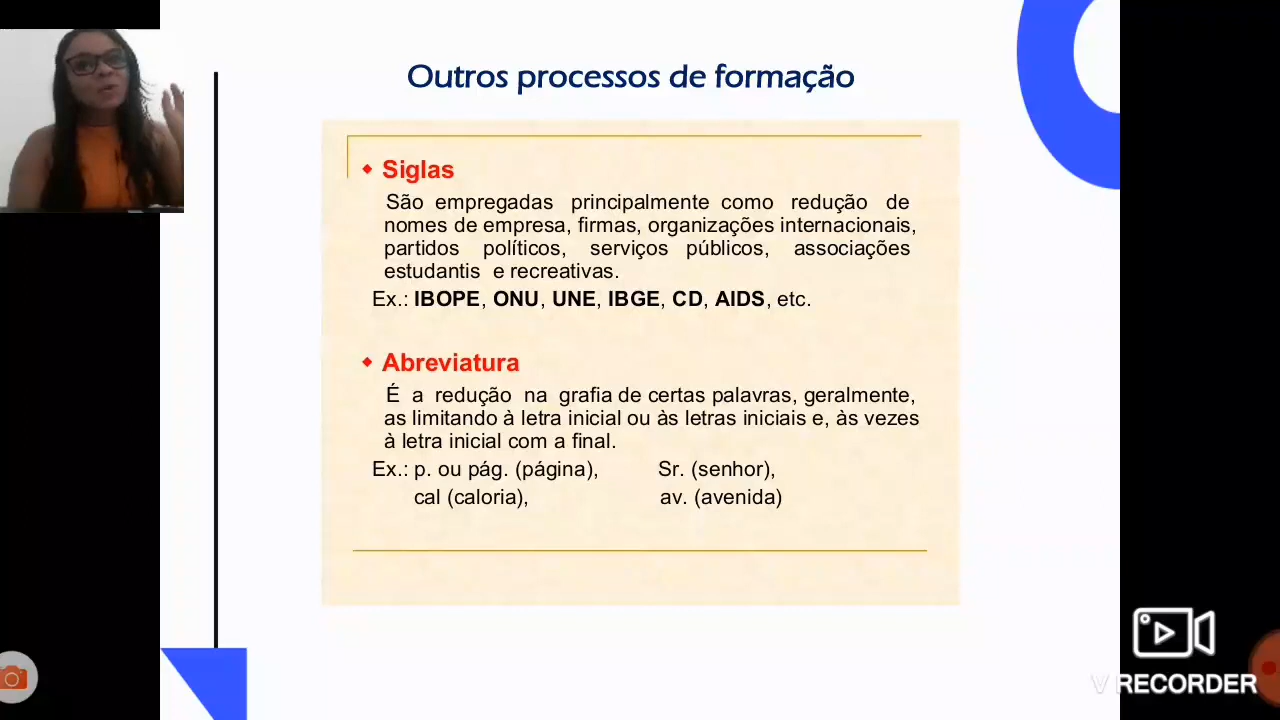 Outros processos de formação
Siglas
São empregadas principalmente como redução de
nomes de empresa, firmas, organizações internacionais,
partidos políticos, serviços públicos, associações
estudantis e recreativas.
Ex.: IBOPE, ONU, UNE, IBGE, CD, AIDS, etc.
Abreviatura
É a redução na grafia de certas palavras, geralmente,
as limitando à letra inicial ou às letras iniciais e, às vezes
à letra inicial com a final.
Ex.: p. ou pág. (página), Sr. (senhor),
cal (caloria), av. (avenida)
V RECORDER